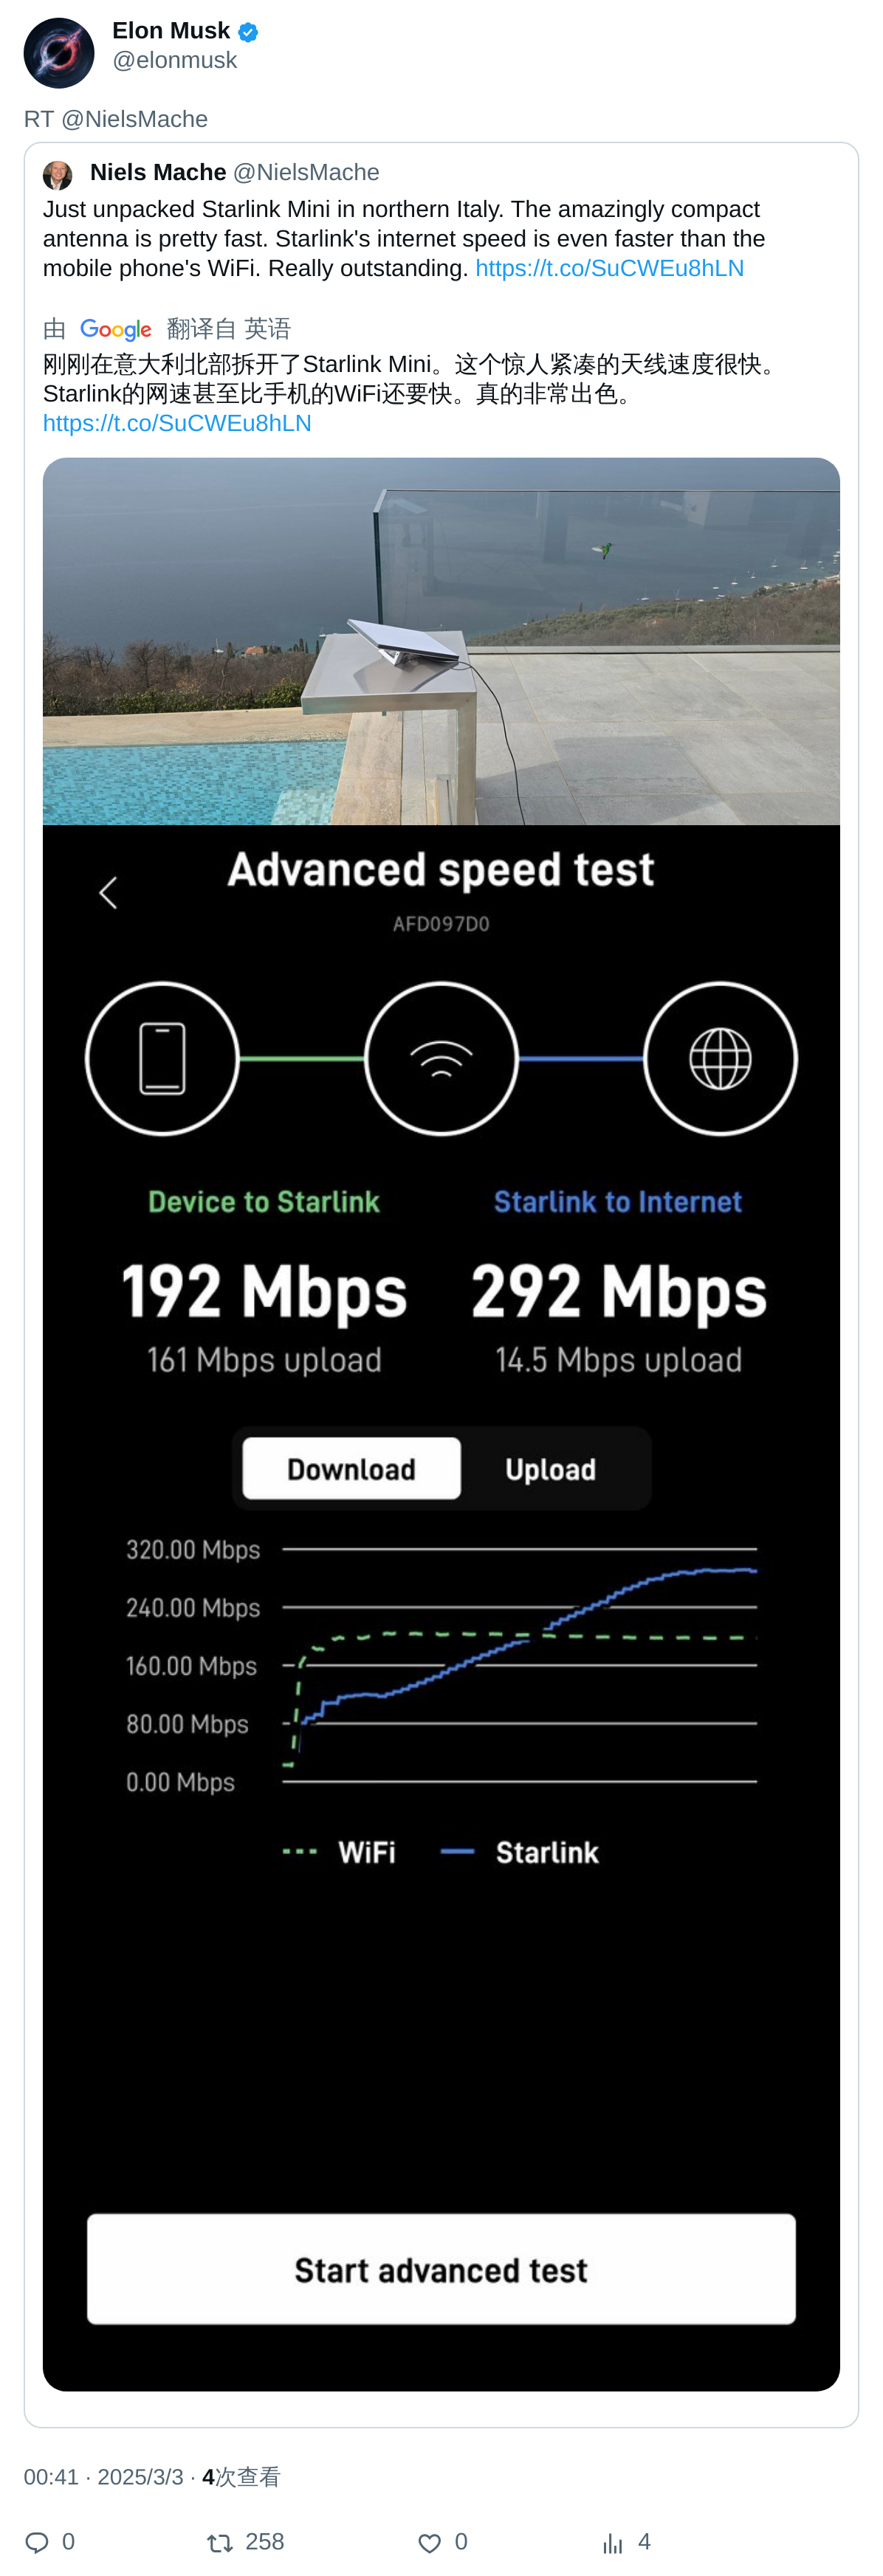 Elon Musk
@elonmusk
RT @NielsMache
Niels Mache @NielsMache
Just unpacked Starlink Mini in northern Italy. The amazingly compact
antenna is pretty fast. Starlink's internet speed is even faster than the
mobile phone's WiFi. Really outstanding. https://t.co/SuCWEu8hLN
由 Google 翻译自 英语
刚刚在意大利北部拆开了Starlink Mini。这个惊人紧凑的天线速度很快。
Starlink的网速甚至比手机的WiFi还要快。真的非常出色。
https://t.co/SuCWEu8hLN
Advanced speed test
AFD097D0
Device to Starlink Starlink to Internet
192 Mbps 292 Mbps
161 Mbps upload 14.5 Mbps upload
Download Upload
320.00 Mbps
240.00 Mbps
160.00 Mbps
80.00 Mbps
0.00 Mbps
WiFi Starlink
Start advanced test
00:41 · 2025/3/3 · 4次查看
0 258 0 4